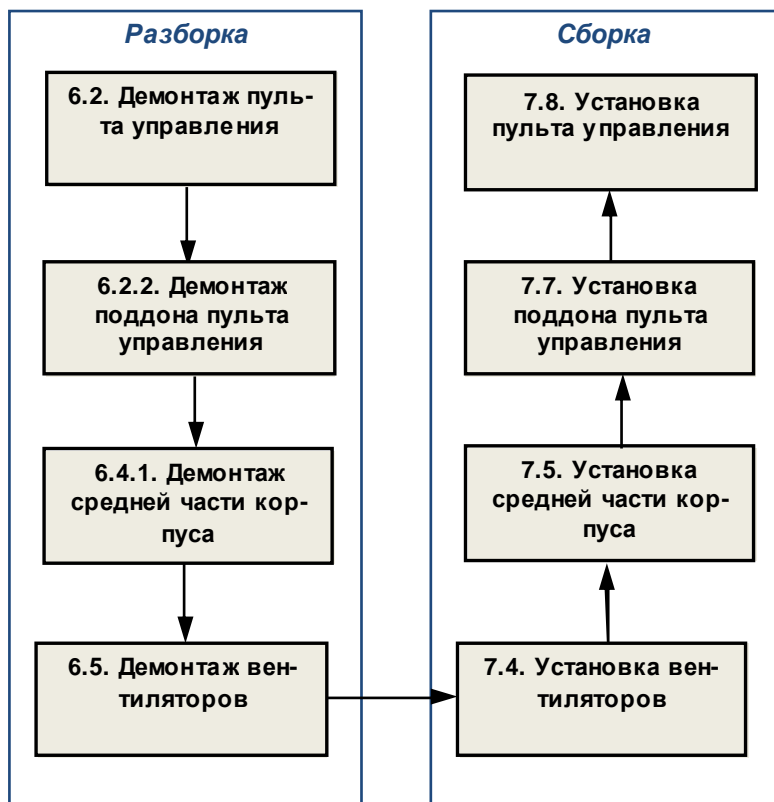 Разборка
6.2. Демонтаж пуль-
та управления
6.2.2. Демонтаж
поддона пульта
управления
6.4.1. Демонтаж
средней части кор-
пуса
6.5. Демонтаж вен-
тиляторов
Сборка
7.8. Установка
пульта управления
7.7. Установка
поддона пульта
управления
7.5. Установка
средней части кор-
пуса
7.4. Установка вен-
тиляторов